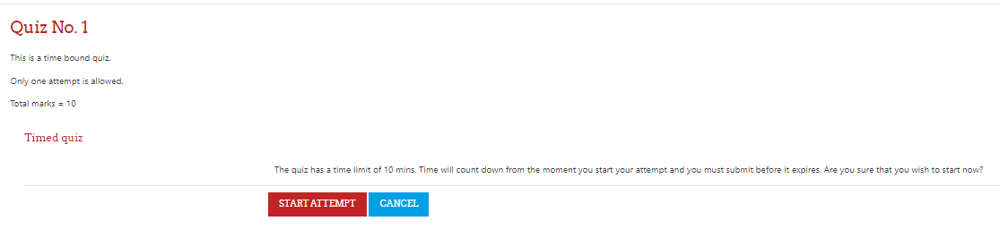 Quiz No. 1
This is a time bound quiz.
Only one attempt is allowed.
Total marks = 10
Timed quiz
The quiz has a time limit of 10 mins. Time will count down from the moment you start your attempt and you must submit before it expires. Are you sure that you wish to start now?
START ATTEMPT CANCEL